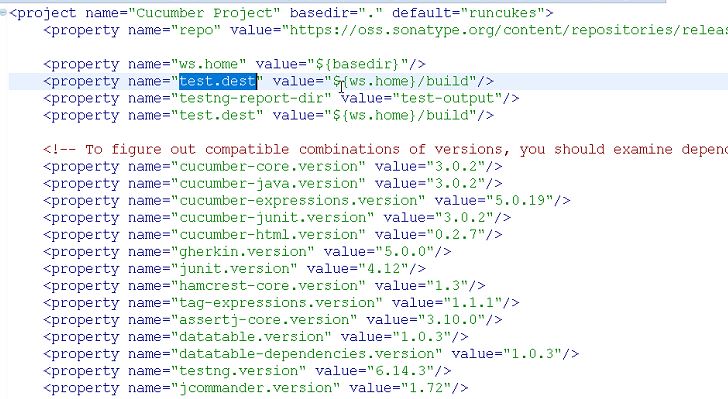 <project name="Cucumber Project" basedir="." default="runcukes">
<property name="repo" value="https://oss.sonatype.org/content/repositories/releas
<property name="ws.home" value="${basedir}"/>
<property name="test.dest" value="${ws.home}/build"/>
<property name="testng-report-dir" value="test-output"/>
<property name="test.dest" value="${ws.home}/build"/>
<!-- To figure out compatible combinations of versions, you should examine depend
<property name="cucumber-core.version" value="3.0.2"/>
<property name="cucumber-java.version" value="3.0.2"/>
<property name="cucumber-expressions.version" value="5.0.19"/>
<property name="cucumber-junit.version" value="3.0.2"/>
<property name="cucumber-html.version" value="0.2.7"/>
<property name="gherkin.version" value="5.0.0"/>
<property name="junit.version" value="4.12"/>
<property name="hamcrest-core.version" value="1.3"/>
<property name="tag-expressions.version" value="1.1.1"/>
<property name="assertj-core.version" value="3.10.0"/>
<property name="datatable.version" value="1.0.3"/>
<property name="datatable-dependencies.version" value="1.0.3"/>
<property name="testng.version" value="6.14.3"/>
<property name="jcommander.version" value="1.72"/>